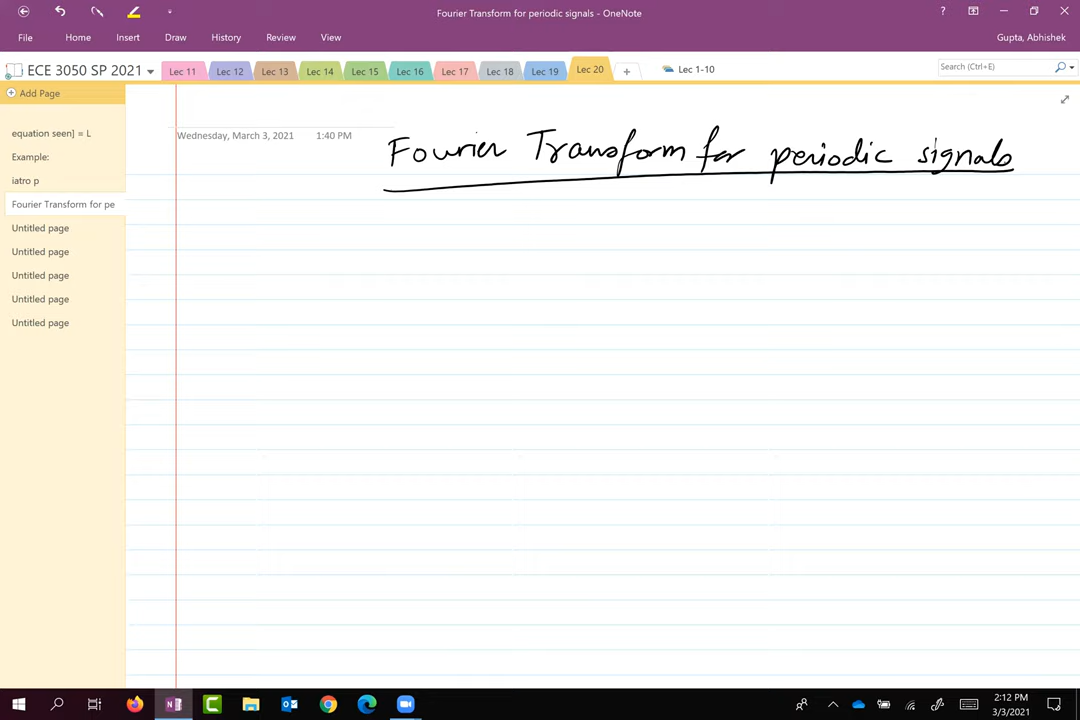 Fourier Transform for periodic signals - OneNote
?
File Home Insert Draw History Review View Gupta, Abhishek
ECE 3050 SP 2021 Lec 11 Lec 12 Lec 13 Lec 14 Lec 15 Lec 16 Lec 17 Lec 18 Lec 19 Lec 20 + Lec 1-10 Search (Ctrl+E)
Add Page
equation seen] = L
Example:
iatro p
Fourier Transform for pe
Untitled page
Untitled page
Untitled page
Untitled page
Untitled page
Wednesday, March 3, 2021 1:40 PM
Fourier Transform for periodic signals
2:12 PM
3/3/2021